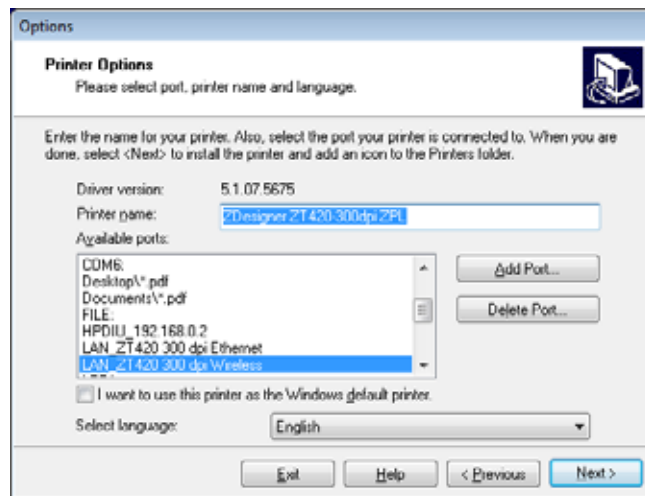 Options
Printer Options
Please select port, printer name and language.
Enter the name for your printer. Also, select the port your printer is connected to. When you are
done, select <Next> to install the printer and add an icon to the Printers folder.
Driver version: 5.1.07.5675
Printer name: ZDesigner ZT420-300dpi ZPL
Available ports:
COM6:
Desktop\*.pdf
Documents\*.pdf
FILE:
HPDIU_192.168.0.2
LAN_ZT420 300 dpi Ethernet
LAN_ZT420 300 dpi Wireless
Add Port...
Delete Port...
I want to use this printer as the Windows default printer.
Select language: English
Exit Help < Previous Next >